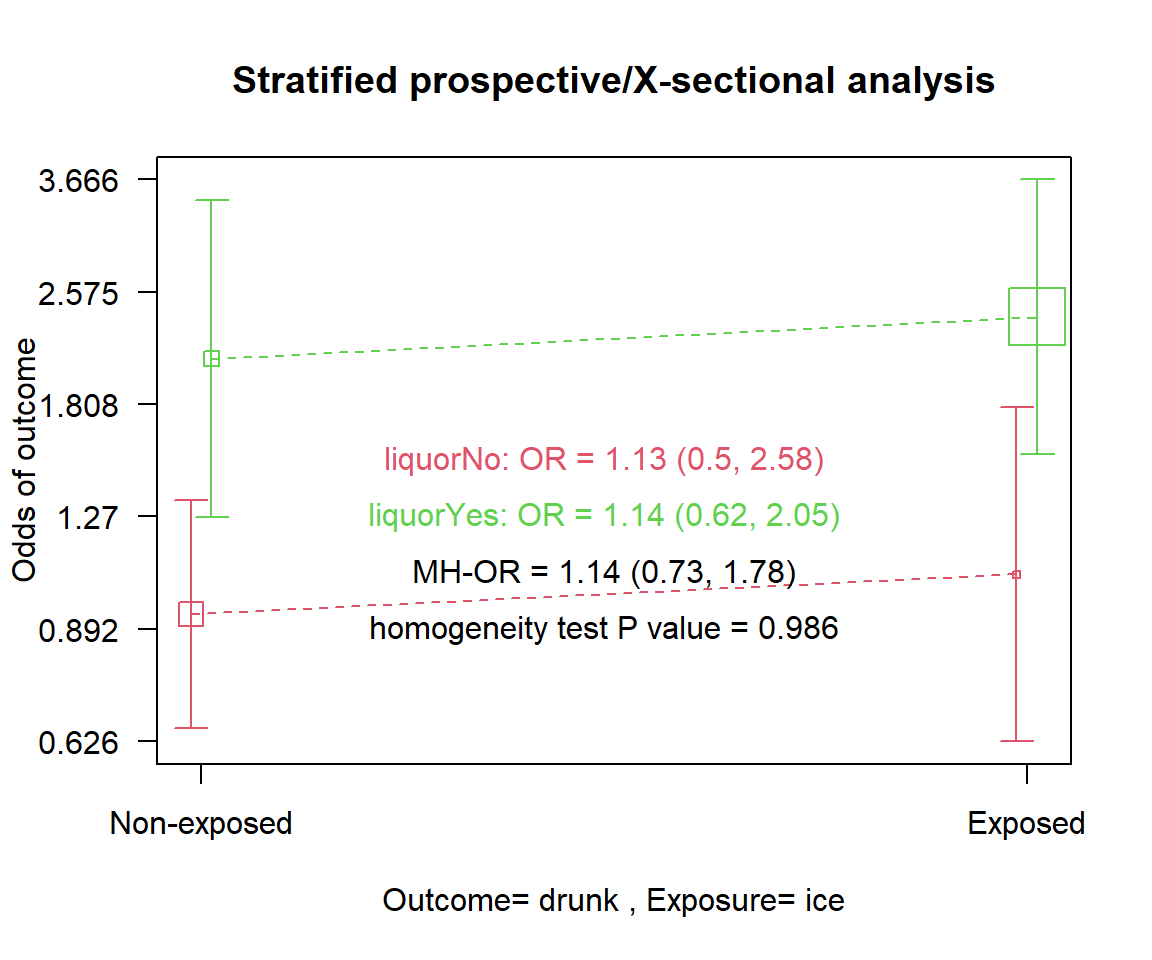 Stratified prospective/X-sectional analysis
3.666
2.575
1.808
1.27
0.892
0.626
Odds of outcome
liquorNo: OR = 1.13 (0.5, 2.58)
liquorYes: OR = 1.14 (0.62, 2.05)
MH-OR = 1.14 (0.73, 1.78)
homogeneity test P value = 0.986
Non-exposed
Exposed
Outcome= drunk , Exposure= ice